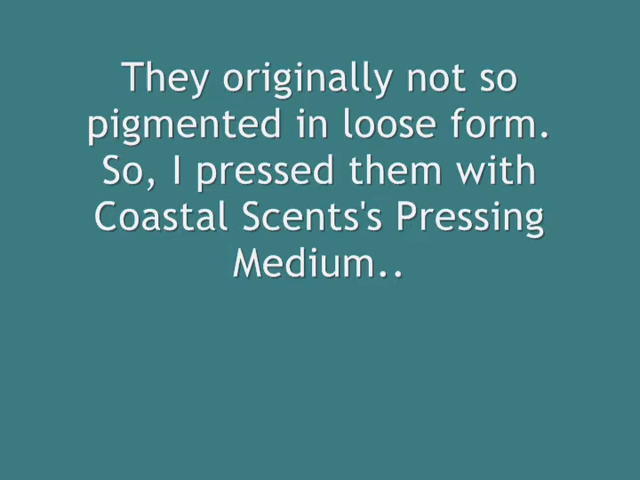 They originally not so
pigmented in loose form.
So, I pressed them with
Coastal Scents's Pressing
Medium..